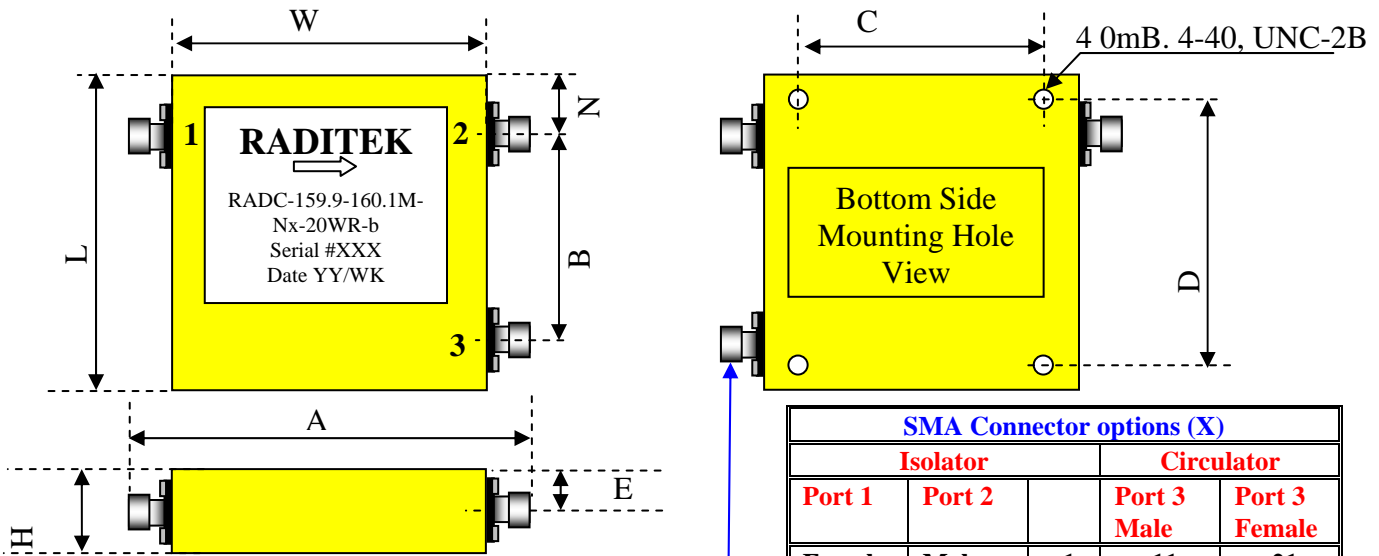 W
C
4 0mB. 4-40, UNC-2B
N
1
RADITEK
2
RADC-159.9-160.1M-
Nx-20WR-b
Serial #XXX
Date YY/WK
L
B
3
Bottom Side
Mounting Hole
View
D
A
H
E
SMA Connector options (X)
Isolator Circulator
Port 1 Port 2 Port 3 Male Port 3 Female